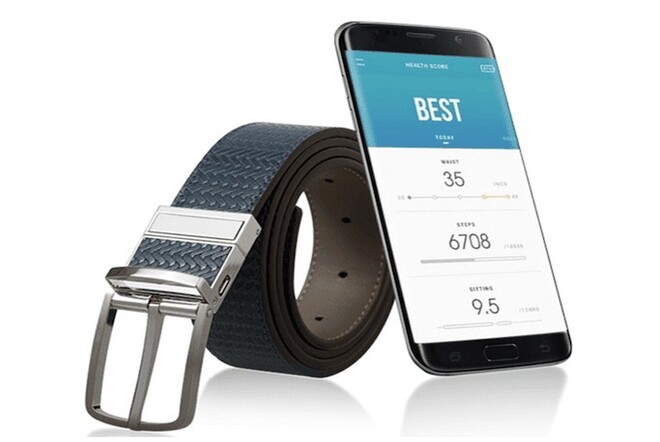 HEALTH SCORE
BEST
TODAY
WAIST
35
INCH
STEPS
6708
SITTING
9.5